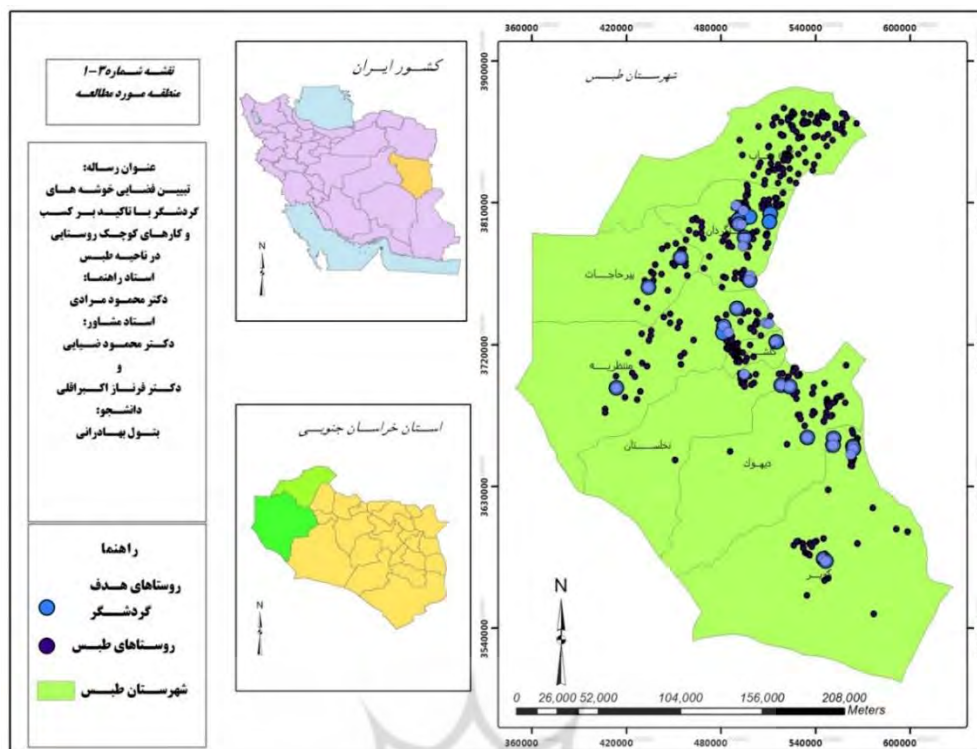 نقشه شماره ۳-۱
منطقه مورد مطالعه
عنوان رساله:
تبیین فضایی خوشه های
گردشگر با تاکید بر کسب
و کارهای کوچک روستایی
در ناحیه طبس
استاد راهنما:
دکتر محمود مرادی
استاد مشاور:
دکتر محمود ضیایی
و
دکتر فرناز اکبراقلی
دانشجو:
بتول بهادرانی
راهنما
روستاهای هدف
گردشگر
روستاهای طبس
شهرستان طبس
کشور ایران
N
استان خراسان جنوبی
N
360000 420000 480000 540000 600000
3900000
3810000
3720000
3630000
3540000
شهرستان طبس
پیرحاجات
منتظریه
نخلستان
دیهوک
کویر
N
0 26,000 52,000 104,000 156,000 208,000
Meters
360000 420000 480000 540000 600000